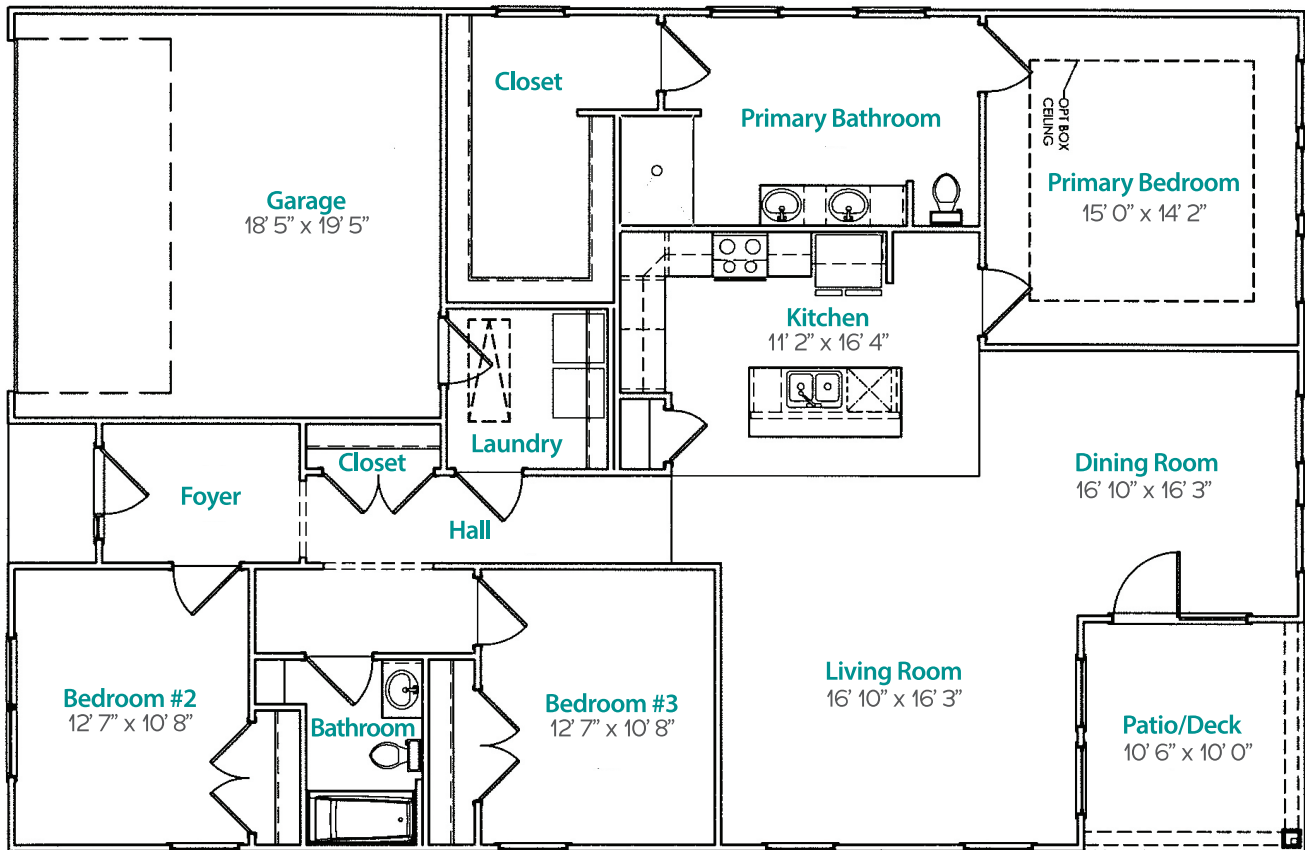 Closet
Primary Bathroom
OPT BOX
CEILING
Primary Bedroom
15' 0" x 14' 2"
Garage
18' 5" x 19' 5"
Kitchen
11' 2" x 16' 4"
Laundry
Closet
Foyer
Hall
Dining Room
16' 10" x 16' 3"
Bedroom #2
12' 7" x 10' 8"
Bathroom
Bedroom #3
12' 7" x 10' 8"
Living Room
16' 10" x 16' 3"
Patio/Deck
10' 6" x 10' 0"